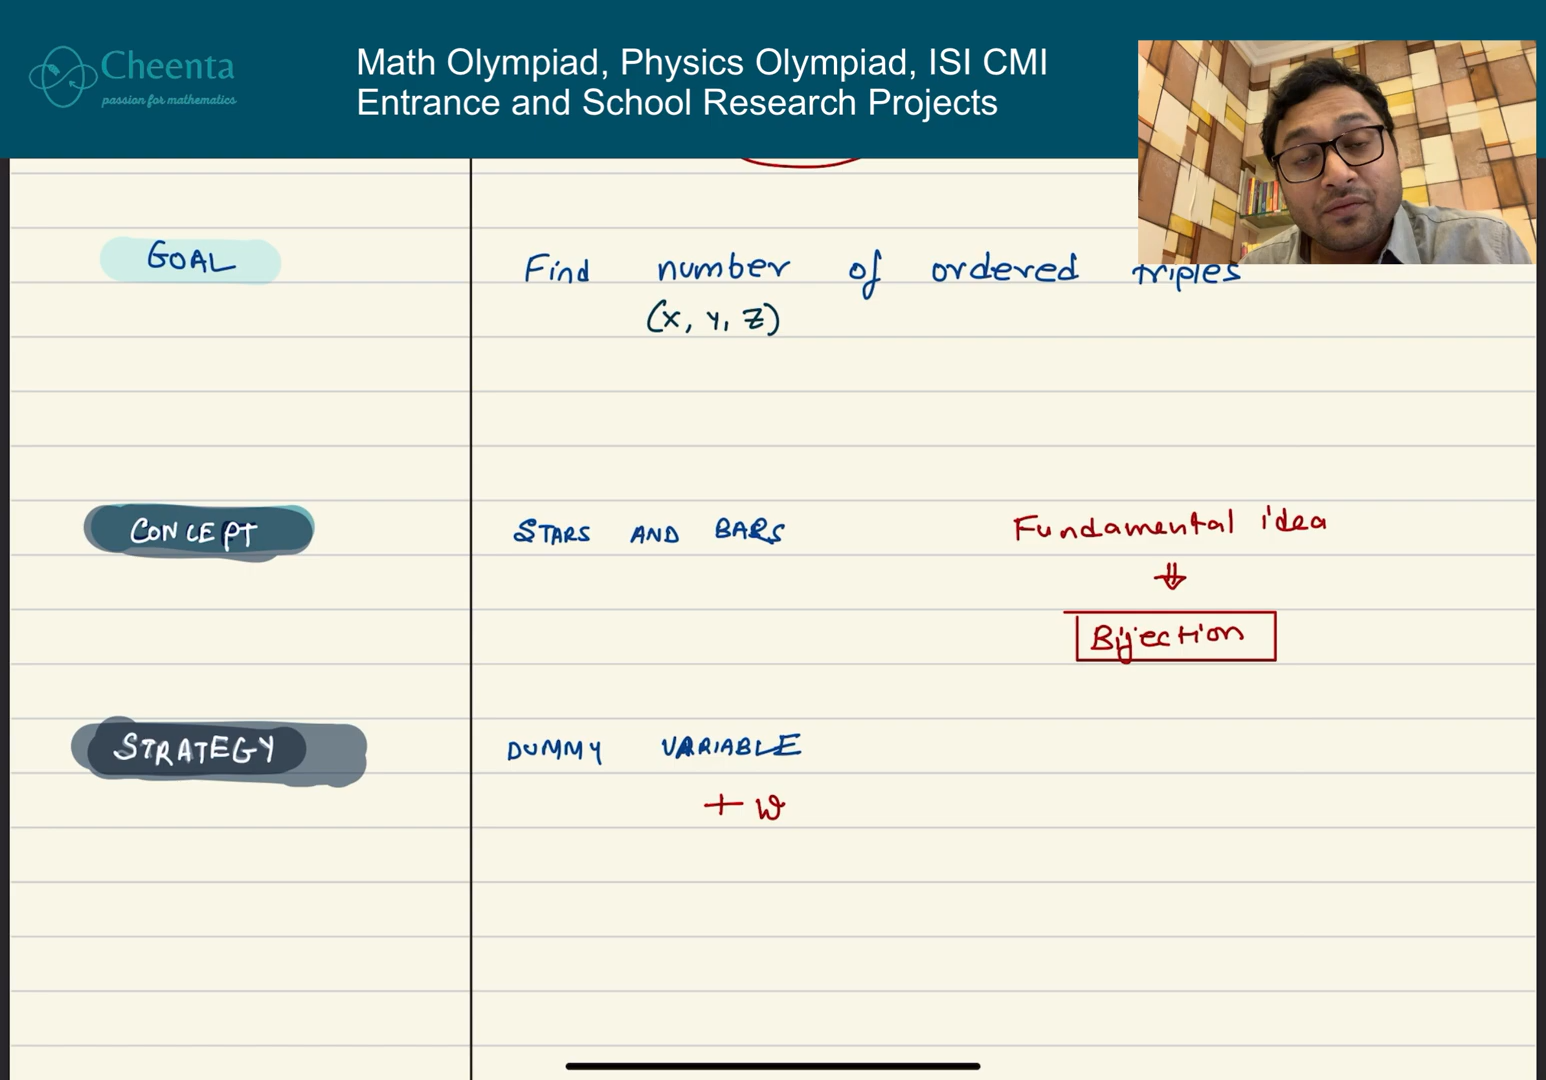 Cheenta
passion for mathematics
Math Olympiad, Physics Olympiad, ISI CMI
Entrance and School Research Projects
GOAL
Find number of ordered triples
(x, y, z)
CONCEPT
STARS AND BARS
Fundamental idea
⇓
Bijection
STRATEGY
DUMMY VARIABLE
+ w